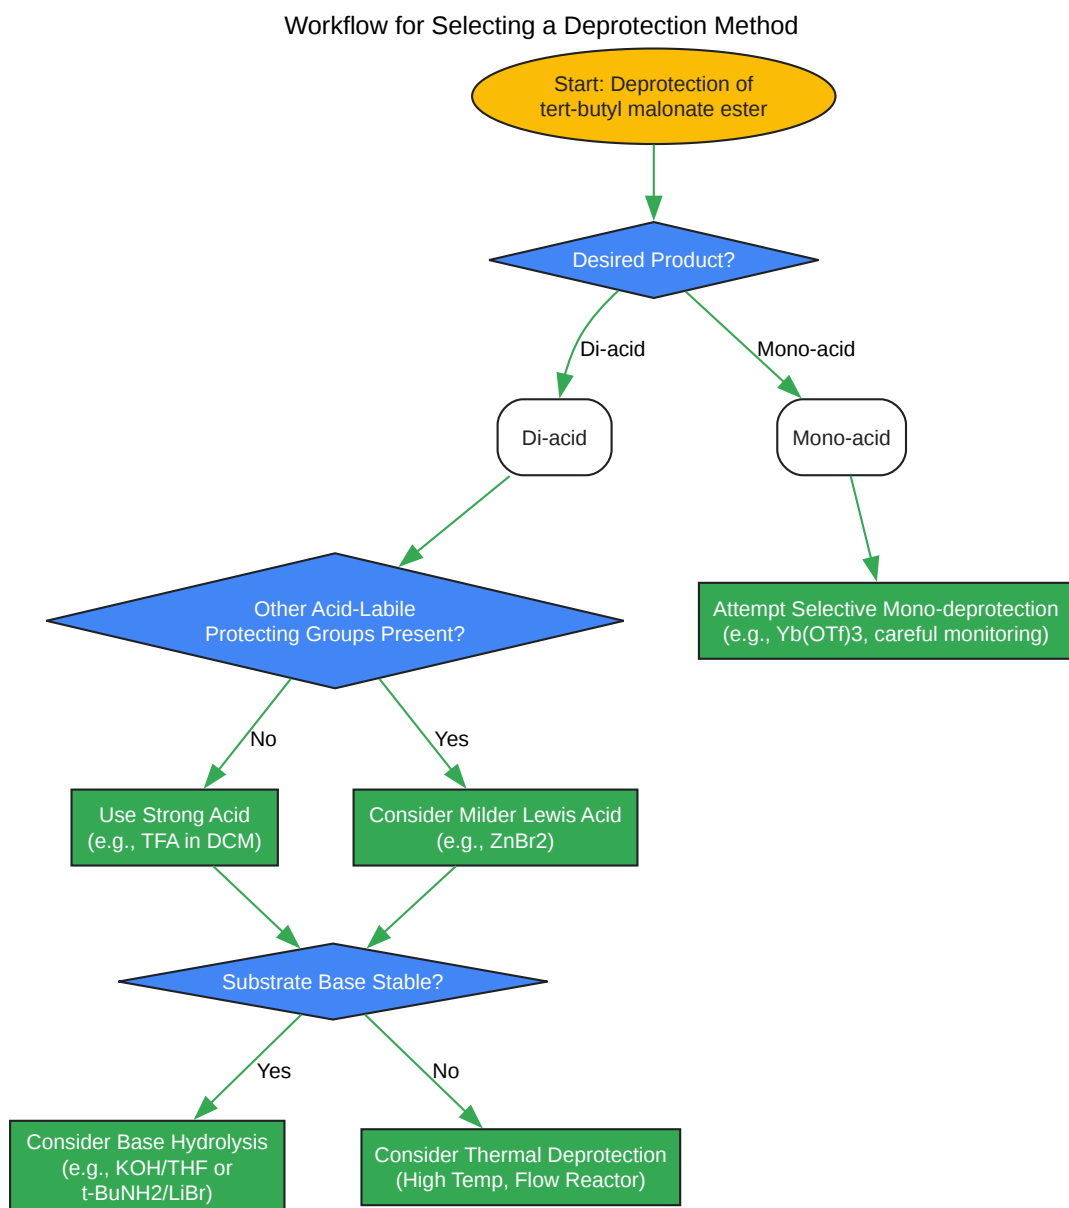 Workflow for Selecting a Deprotection Method
Start: Deprotection of
tert-butyl malonate ester
Desired Product?
Di-acid
Mono-acid
Di-acid
Mono-acid
Other Acid-Labile
Protecting Groups Present?
Attempt Selective Mono-deprotection
(e.g., Yb(OTf)3, careful monitoring)
No
Yes
Use Strong Acid
(e.g., TFA in DCM)
Consider Milder Lewis Acid
(e.g., ZnBr2)
Substrate Base Stable?
Yes
No
Consider Base Hydrolysis
(e.g., KOH/THF or
t-BuNH2/LiBr)
Consider Thermal Deprotection
(High Temp, Flow Reactor)